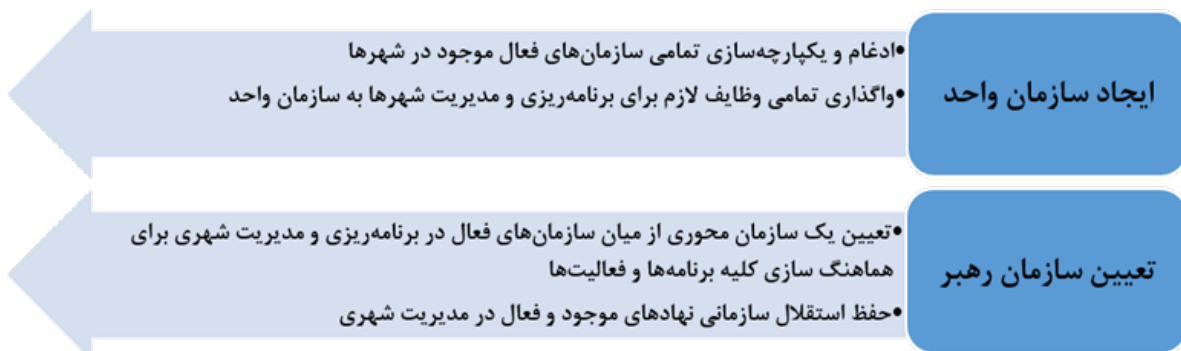 ایجاد سازمان واحد
•ادغام و یکپارچه‌سازی تمامی سازمان‌های فعال موجود در شهرها
•واگذاری تمامی وظایف لازم برای برنامه‌ریزی و مدیریت شهرها به سازمان واحد
تعیین سازمان رهبر
•تعیین یک سازمان محوری از میان سازمان‌های فعال در برنامه‌ریزی و مدیریت شهری برای
هماهنگ سازی کلیه برنامه‌ها و فعالیت‌ها
•حفظ استقلال سازمانی نهادهای موجود و فعال در مدیریت شهری